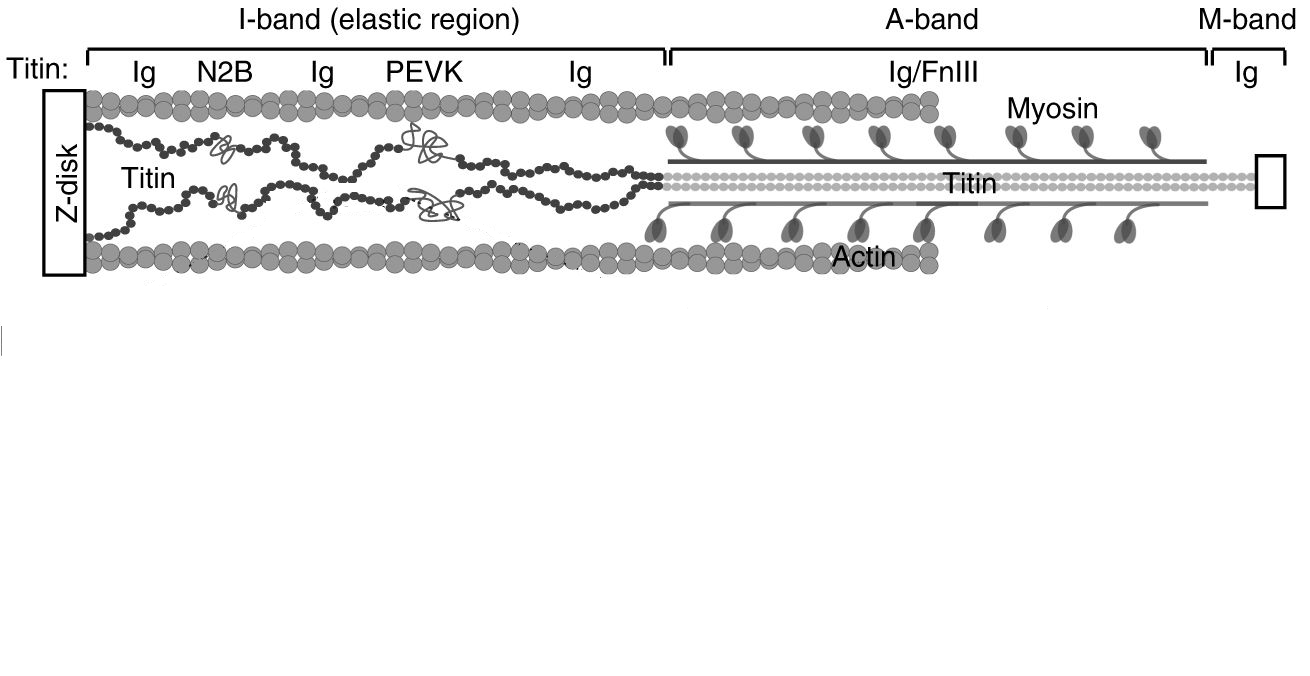 I-band (elastic region) A-band M-band
Titin: Ig N2B Ig PEVK Ig Ig/FnIII Ig
Myosin
Z-disk
Titin
Titin
Actin